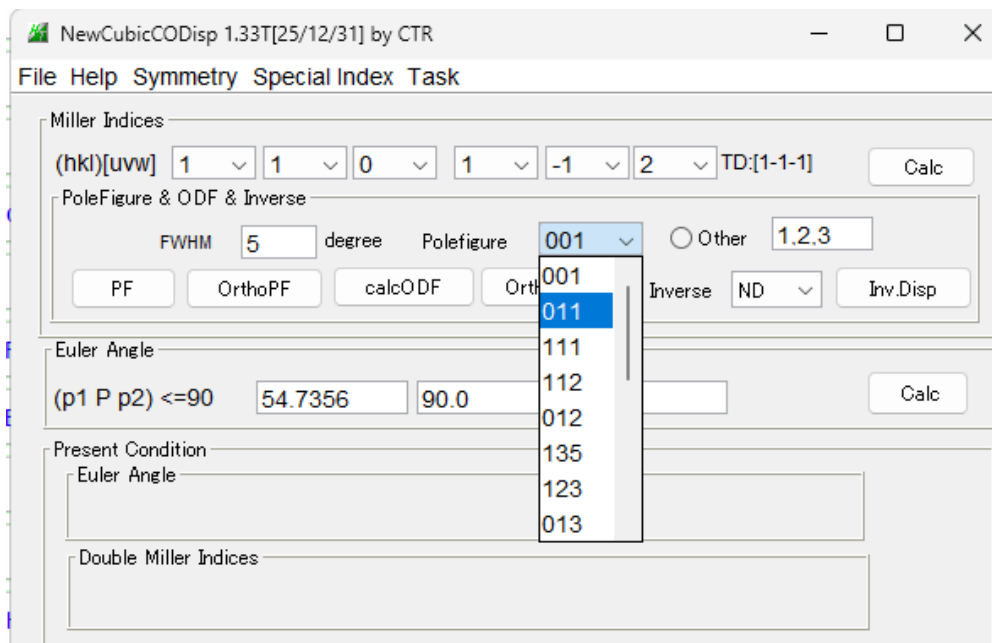 NewCubicCODisp 1.33T[25/12/31] by CTR
File Help Symmetry Special Index Task
Miller Indices
(hkl)[uvw] 1 1 0 1 -1 2 TD:[1-1-1] Calc
PoleFigure & ODF & Inverse
FWHM 5 degree Polefigure 001 Other 1,2,3
PF OrthoPF calcODF Inverse ND Inv.Disp
001
011
111
112
012
135
123
013
Euler Angle
(p1 P p2) <=90 54.7356 90.0 Calc
Present Condition
Euler Angle
Double Miller Indices